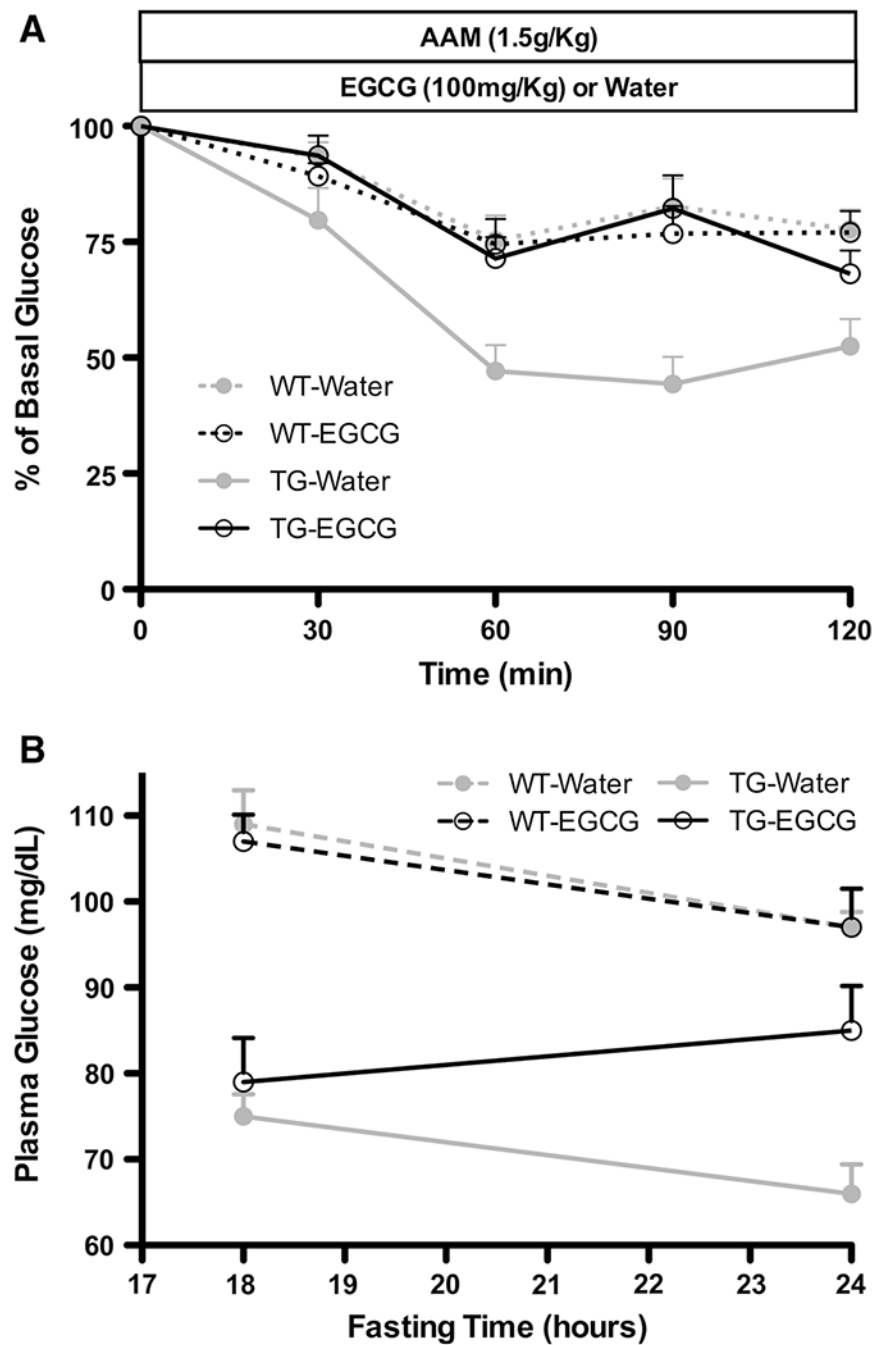 A
AAM (1.5g/Kg)
EGCG (100mg/Kg) or Water
100
75
50
25
0
% of Basal Glucose
WT-Water
WT-EGCG
TG-Water
TG-EGCG
0 30 60 90 120
Time (min)
B
WT-Water TG-Water
WT-EGCG TG-EGCG
110
100
90
80
70
60
Plasma Glucose (mg/dL)
17 18 19 20 21 22 23 24
Fasting Time (hours)